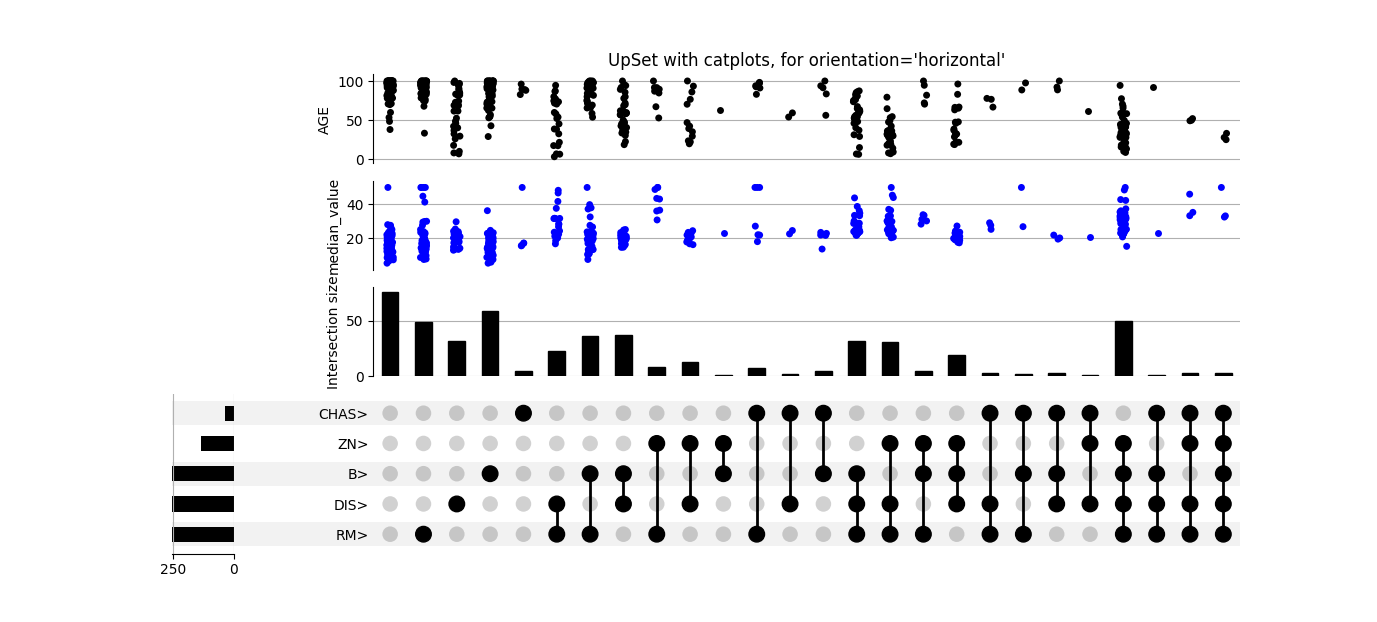 UpSet with catplots, for orientation='horizontal'
100
50
0
AGE
40
20
median_value
50
0
Intersection size
CHAS>
ZN>
B>
DIS>
RM>
250 0